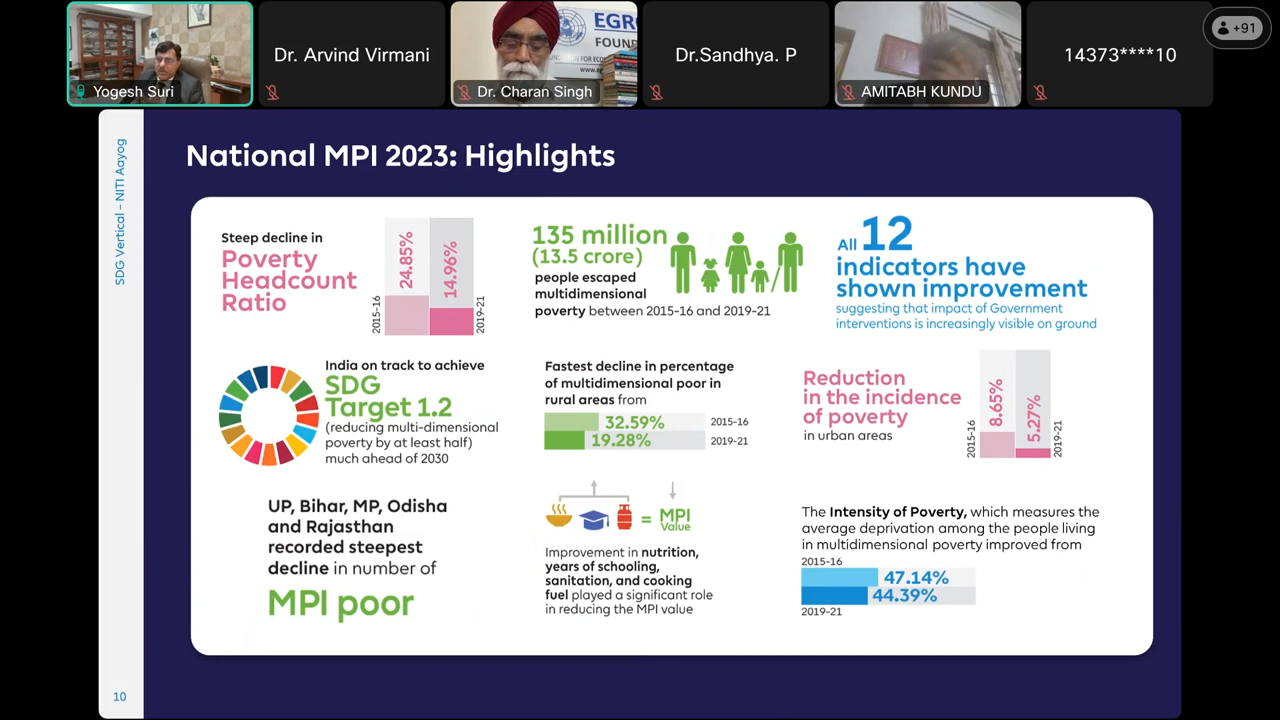 Yogesh Suri
Dr. Arvind Virmani
EGRO
FOUN
Dr. Charan Singh
Dr.Sandhya. P
AMITABH KUNDU
14373****10
+91
SDG Vertical – NITI Aayog
National MPI 2023: Highlights
Steep decline in
Poverty
Headcount
Ratio
2015-16
24.85%
14.96%
2019-21
135 million
(13.5 crore)
people escaped
multidimensional
poverty between 2015-16 and 2019-21
All 12
indicators have
shown improvement
suggesting that impact of Government
interventions is increasingly visible on ground
India on track to achieve
SDG
Target 1.2
(reducing multi-dimensional
poverty by at least half)
much ahead of 2030
Fastest decline in percentage
of multidimensional poor in
rural areas from
32.59% 2015-16
19.28% 2019-21
Reduction
in the incidence
of poverty
in urban areas
2015-16
8.65%
5.27%
2019-21
UP, Bihar, MP, Odisha
and Rajasthan
recorded steepest
decline in number of
MPI poor
= MPI
Value
Improvement in nutrition,
years of schooling,
sanitation, and cooking
fuel played a significant role
in reducing the MPI value
The Intensity of Poverty, which measures the
average deprivation among the people living
in multidimensional poverty improved from
2015-16
47.14%
44.39%
2019-21
10